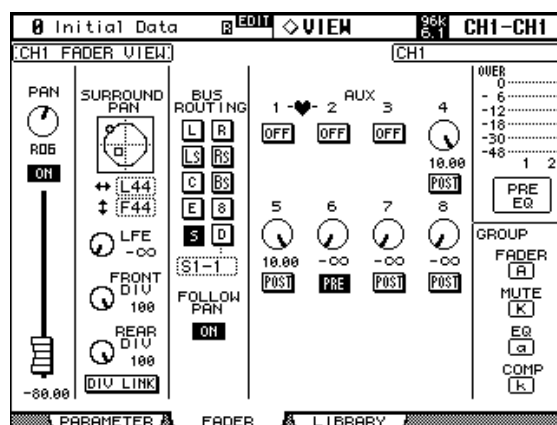 0 Initial Data EDIT ◇VIEW 96k 6.1 CH1-CH1
CH1 FADER VIEW CH1
PAN
R06
ON
-80.00
SURROUND
PAN
↔ L44
↕ F44
LFE
-∞
FRONT
DIV
100
REAR
DIV
100
DIV LINK
BUS
ROUTING
L R
LS RS
C BS
E 8
S D
S1-1
FOLLOW
PAN
ON
AUX
1 -♥- 2 3 4
OFF OFF OFF
10.00
POST
5 6 7 8
10.00 -∞ -∞ -∞
POST PRE POST POST
OVER
0
- 6
-12
-18
-30
-48
1 2
PRE
EQ
GROUP
FADER
A
MUTE
K
EQ
a
COMP
k
PARAMETER FADER LIBRARY